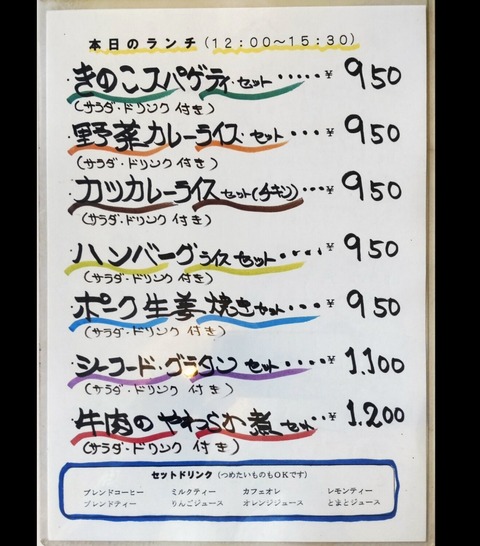 本日のランチ(12:00〜15:30)
・きのこスパゲティセット・・・・・¥950
(サラダ・ドリンク付き)
・野菜カレーライス・セット・・・¥950
(サラダ・ドリンク付き)
・カツカレーライスセット(チキン)・・・¥950
(サラダ・ドリンク付き)
・ハンバーグライスセット・・・・¥950
(サラダ・ドリンク付き)
・ポーク生姜焼きセット・・・¥950
(サラダ・ドリンク付き)
・シーフード・グラタンセット・・・・・¥1.100
(サラダ・ドリンク付き)
・牛肉のやわらか煮セット・・¥1.200
(サラダ・ドリンク付き)
セットドリンク(つめたいものもOKです)
ブレンドコーヒー ミルクティー カフェオレ レモンティー
ブレンドティー りんごジュース オレンジジュース とまとジュース